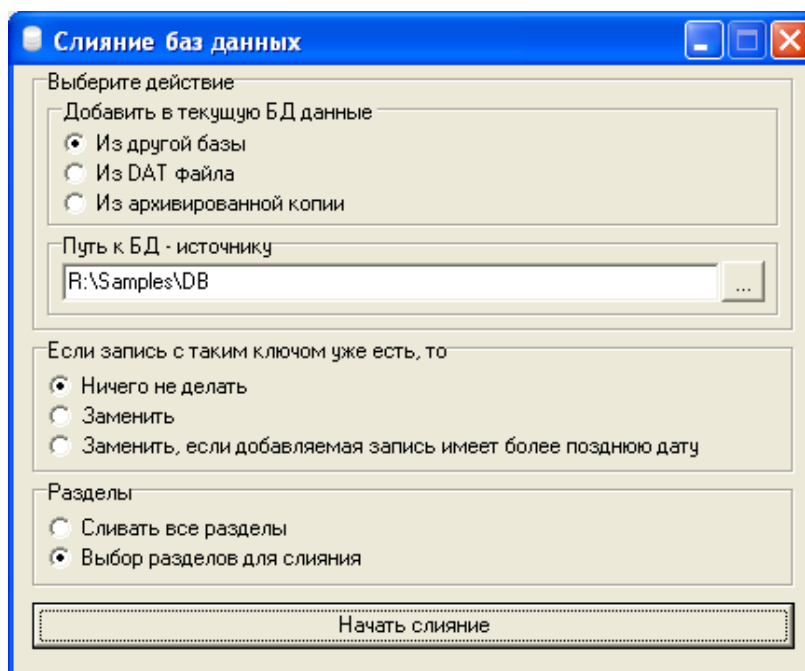 Слияние баз данных
Выберите действие
Добавить в текущую БД данные
Из другой базы
Из DAT файла
Из архивированной копии
Путь к БД - источнику
R:\Samples\DB
...
Если запись с таким ключом уже есть, то
Ничего не делать
Заменить
Заменить, если добавляемая запись имеет более позднюю дату
Разделы
Сливать все разделы
Выбор разделов для слияния
Начать слияние